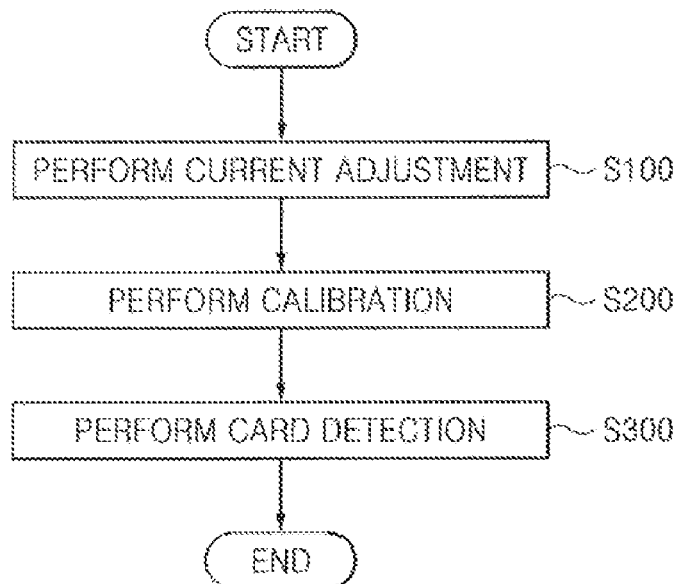 START
PERFORM CURRENT ADJUSTMENT S100
PERFORM CALIBRATION S200
PERFORM CARD DETECTION S300
END